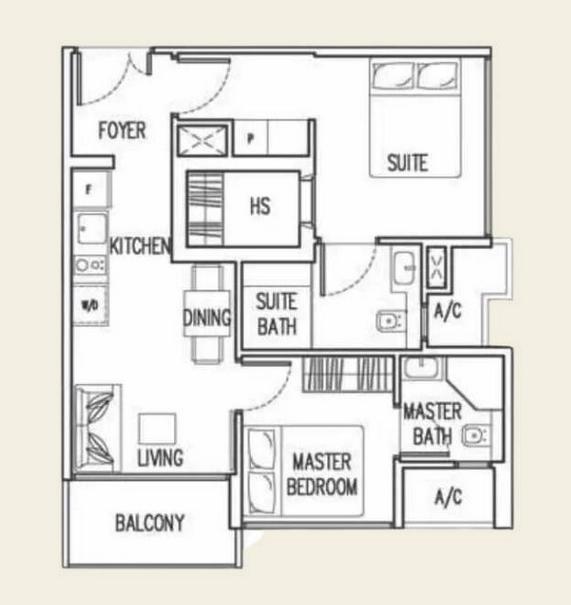 FOYER
P
SUITE
F
HS
KITCHEN
W/D
DINING
SUITE
BATH
A/C
MASTER
BATH
LIVING
MASTER
BEDROOM
A/C
BALCONY